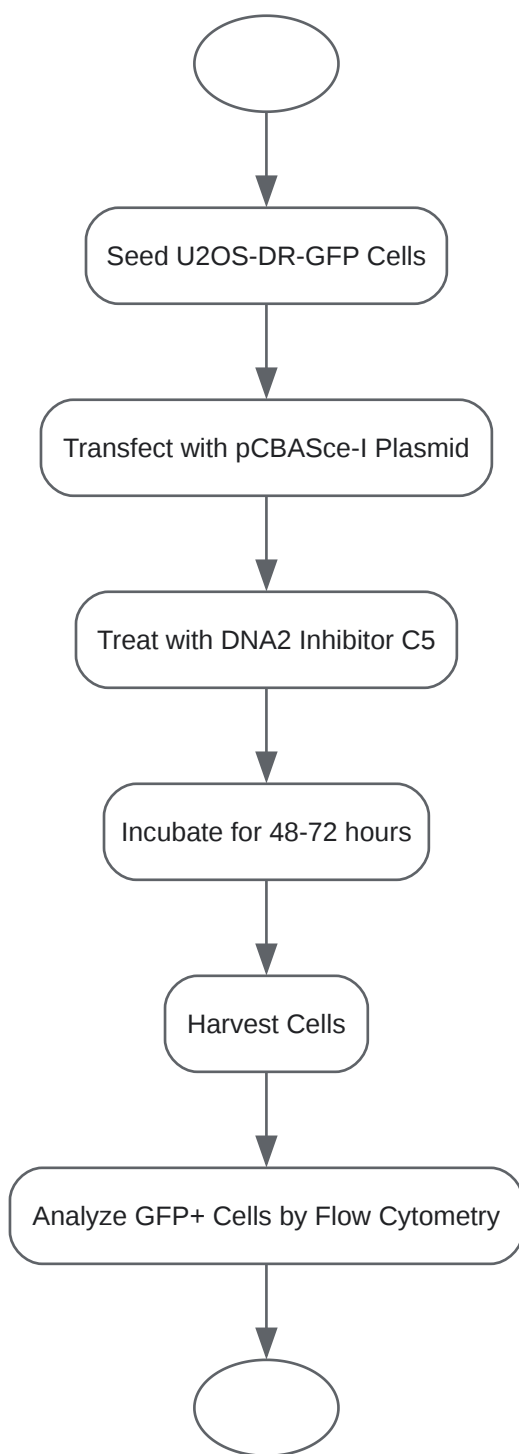 Seed U2OS-DR-GFP Cells
Transfect with pCBASce-I Plasmid
Treat with DNA2 Inhibitor C5
Incubate for 48-72 hours
Harvest Cells
Analyze GFP+ Cells by Flow Cytometry